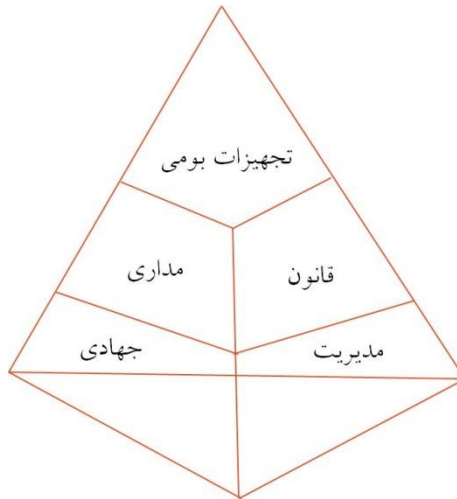 تجهیزات بومی
قانون مداری
مدیریت جهادی